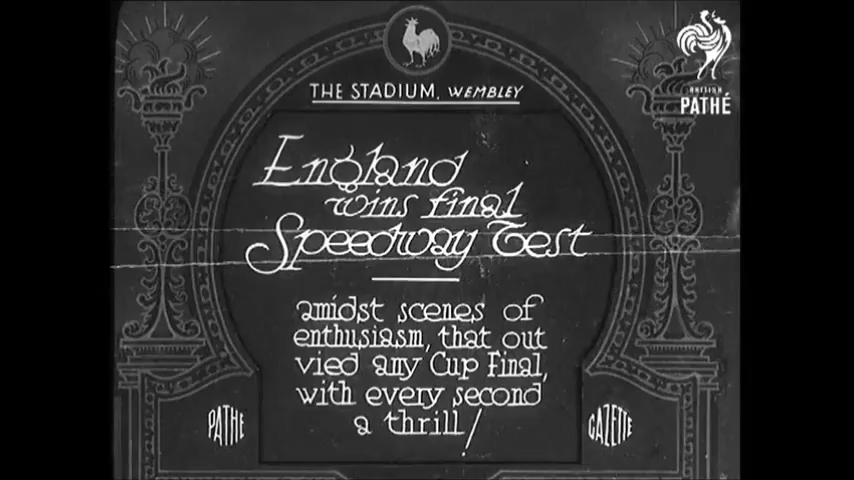 THE STADIUM, WEMBLEY
BRITISH
PATHÉ
England
wins final
Speedway Test
amidst scenes of
enthusiasm, that out
vied any Cup Final,
with every second
a thrill!
PATHE
GAZETTE